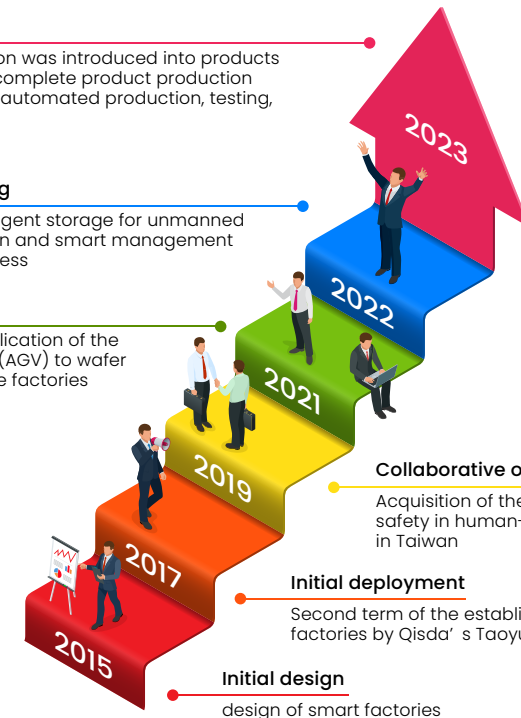 on was introduced into products
complete product production
automated production, testing,
2023
g
gent storage for unmanned
n and smart management
ess
2022
lication of the
(AGV) to wafer
e factories
2021
2019
Collaborative o
Acquisition of the
safety in human-
in Taiwan
2017
Initial deployment
Second term of the establi
factories by Qisda’ s Taoyu
2015
Initial design
design of smart factories